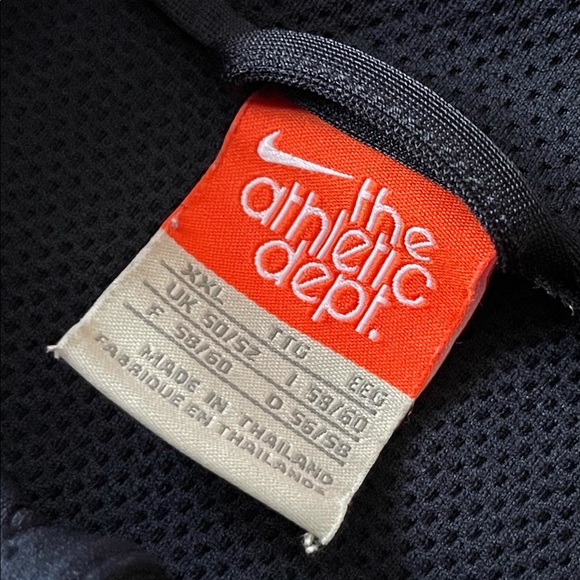 the
athletic
dept.
XXL TTG EEG
UK 50/52 I 58/60
F 58/60 D 56/58
MADE IN THAILAND
FABRIQUE EN THAILANDE